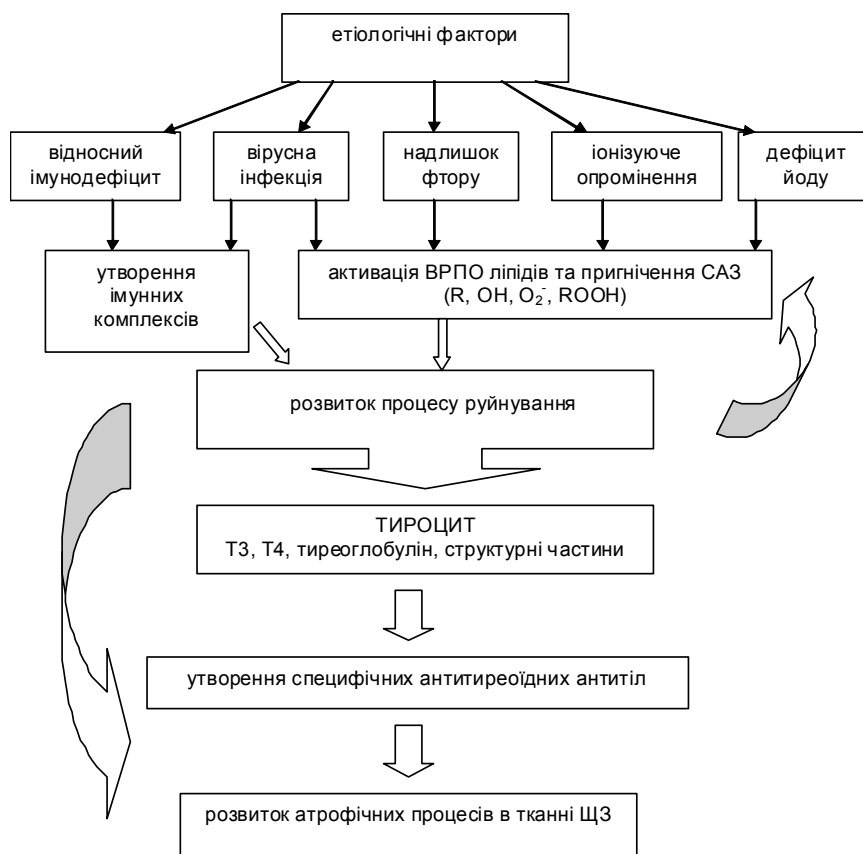 етіологічні фактори
відносний
імунодефіцит
вірусна
інфекція
надлишок
фтору
іонізуюче
опромінення
дефіцит
йоду
утворення
імунних
комплексів
активація ВРПО ліпідів та пригнічення САЗ
(R, OH, O₂⁻, ROOH)
розвиток процесу руйнування
ТИРОЦИТ
Т3, Т4, тиреоглобулін, структурні частини
утворення специфічних антитиреоїдних антитіл
розвиток атрофічних процесів в тканні ЩЗ